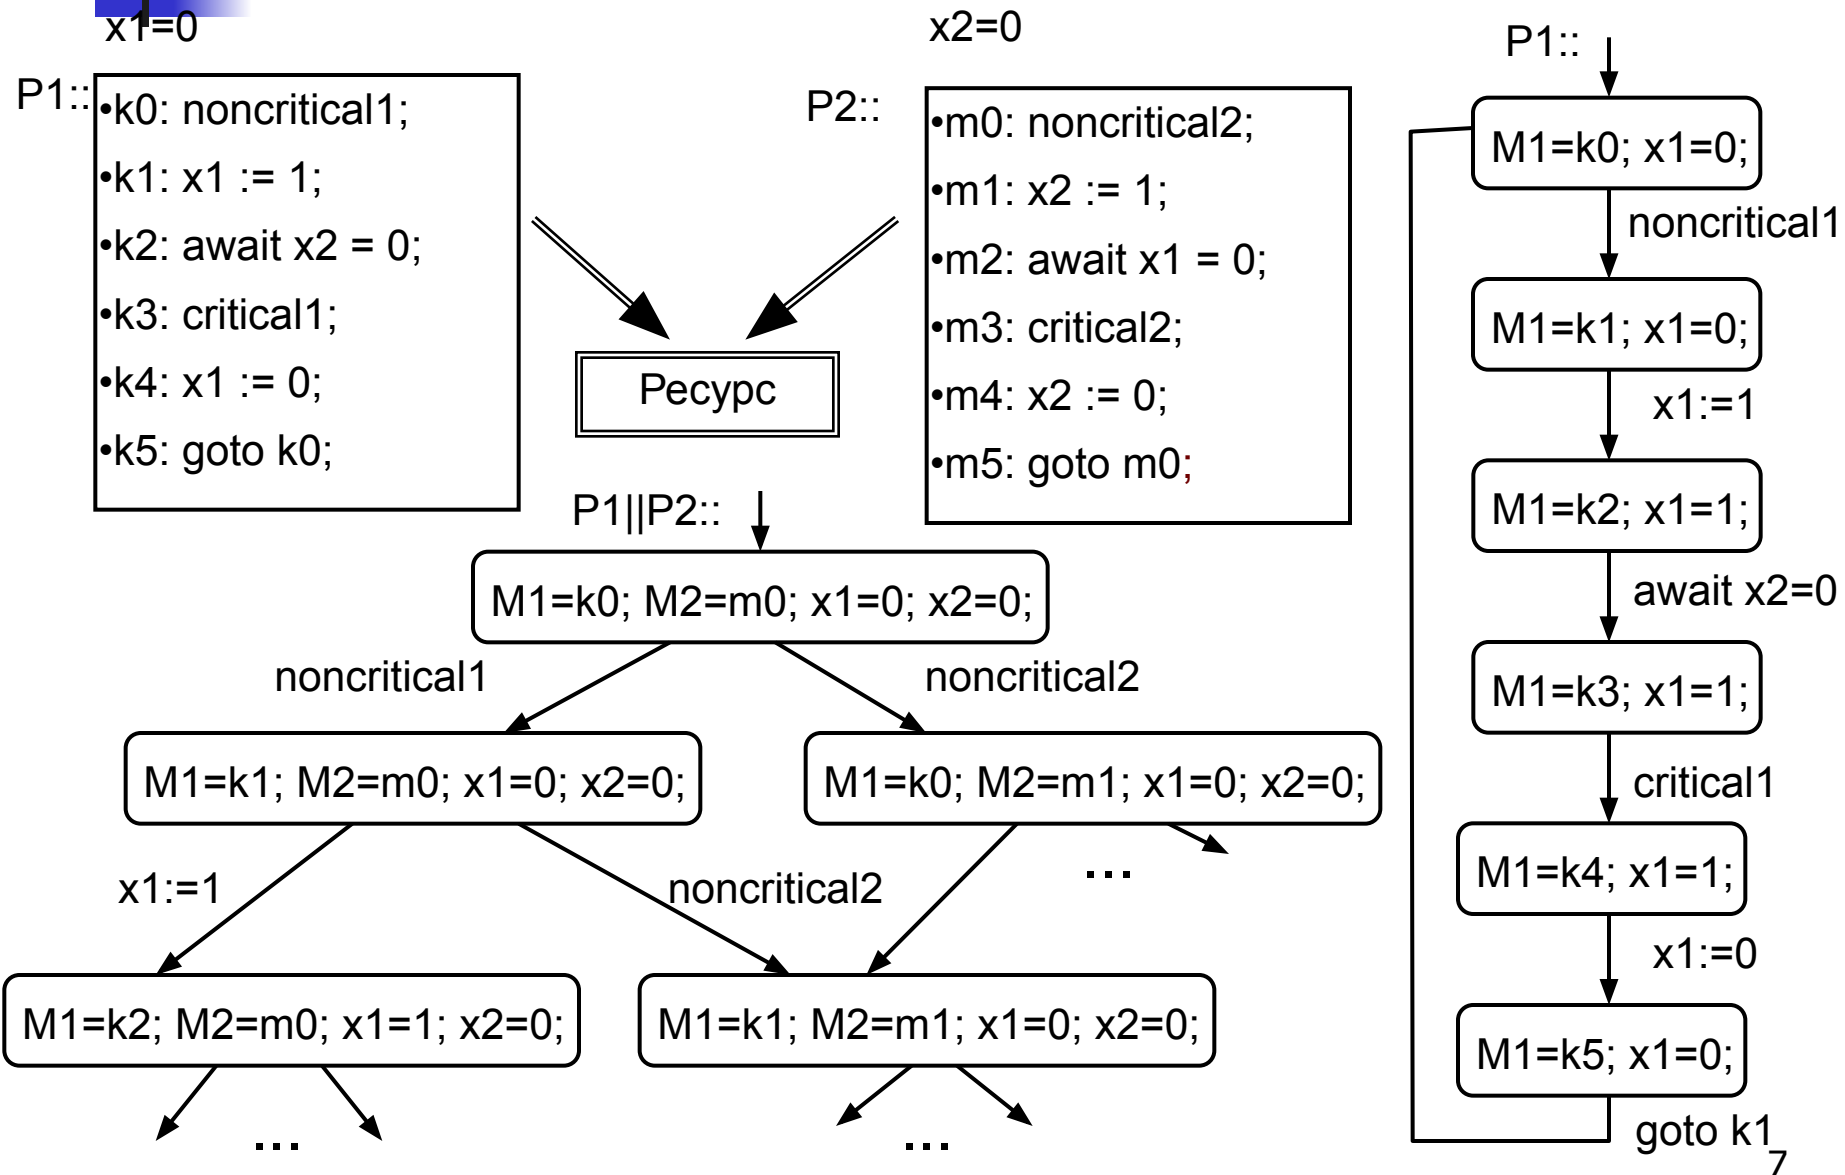 x1=0
P1::
•k0: noncritical1;
•k1: x1 := 1;
•k2: await x2 = 0;
•k3: critical1;
•k4: x1 := 0;
•k5: goto k0;
x2=0
P2::
•m0: noncritical2;
•m1: x2 := 1;
•m2: await x1 = 0;
•m3: critical2;
•m4: x2 := 0;
•m5: goto m0;
Ресурс
P1||P2::
M1=k0; M2=m0; x1=0; x2=0;
noncritical1
noncritical2
M1=k1; M2=m0; x1=0; x2=0;
M1=k0; M2=m1; x1=0; x2=0;
x1:=1
noncritical2
...
M1=k2; M2=m0; x1=1; x2=0;
M1=k1; M2=m1; x1=0; x2=0;
...
...
P1::
M1=k0; x1=0;
noncritical1
M1=k1; x1=0;
x1:=1
M1=k2; x1=1;
await x2=0
M1=k3; x1=1;
critical1
M1=k4; x1=1;
x1:=0
M1=k5; x1=0;
goto k1
7